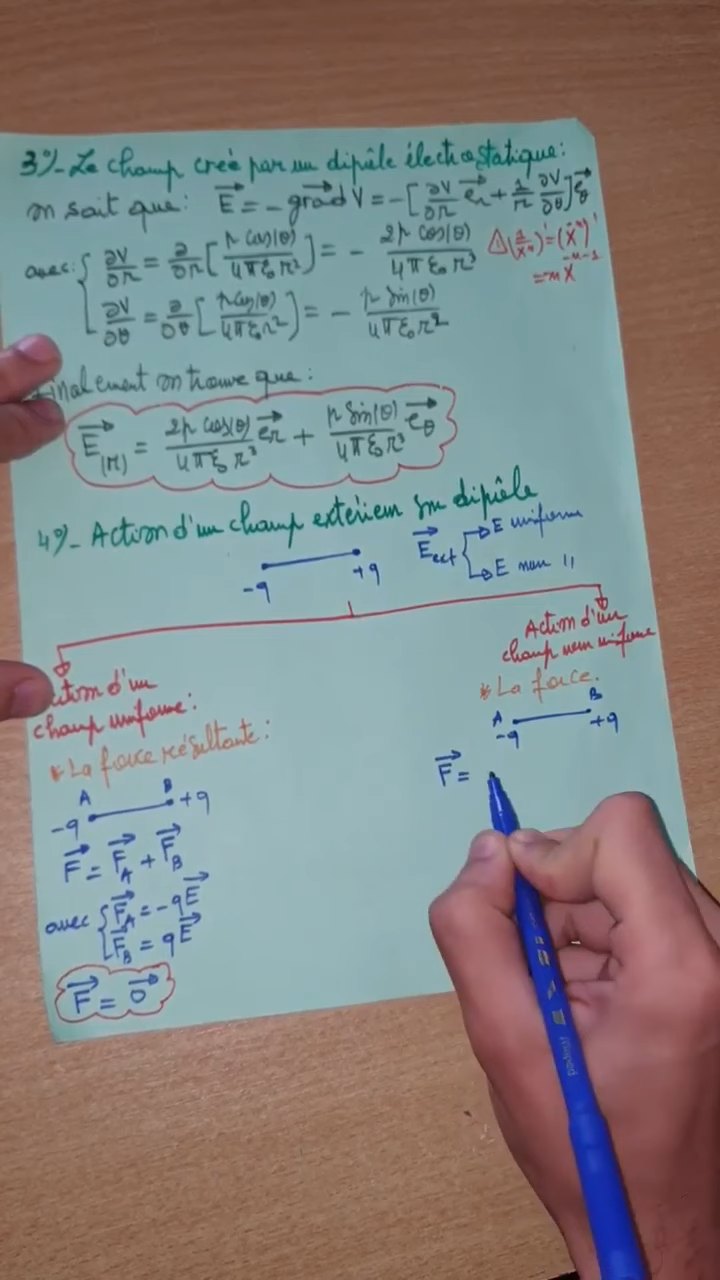 3°/- Le champ créé par un dipôle électrostatique:
on sait que: E⃗ = - grad⃗ V = - [∂V/∂r e⃗r + 1/r ∂V/∂θ] e⃗θ
avec: { ∂V/∂r = ∂/∂r [p cos(θ)/4πε₀r²] = - 2p cos(θ)/4πε₀r³
⚠ (1/xⁿ)' = (x⁻ⁿ)'
= -n x⁻ⁿ⁻¹
∂V/∂θ = ∂/∂θ [p cos(θ)/4πε₀r²] = - p sin(θ)/4πε₀r²
Finalement on trouve que:
E⃗(M) = 2p cos(θ)/4πε₀r³ e⃗r + p sin(θ)/4πε₀r³ e⃗θ
4°/- Action d'un champ extérieur sur dipôle
-q +q
E⃗ext { E uniforme
E non //
Action d'un
champ uniforme:
* La force résultante:
A B
-q +q
F⃗ = F⃗A + F⃗B
avec { F⃗A = -qE⃗
F⃗B = qE⃗
F⃗ = 0⃗
Action d'un
champ non uniforme
* La force.
A B
-q +q
F⃗ =